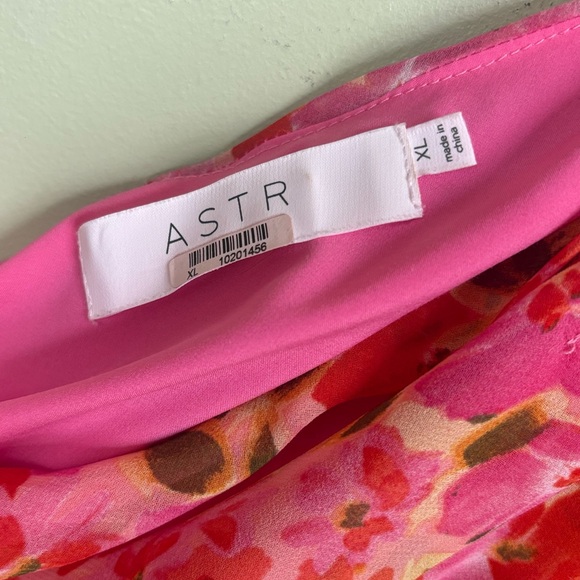 ASTR
XL 10201456
XL
made in
china